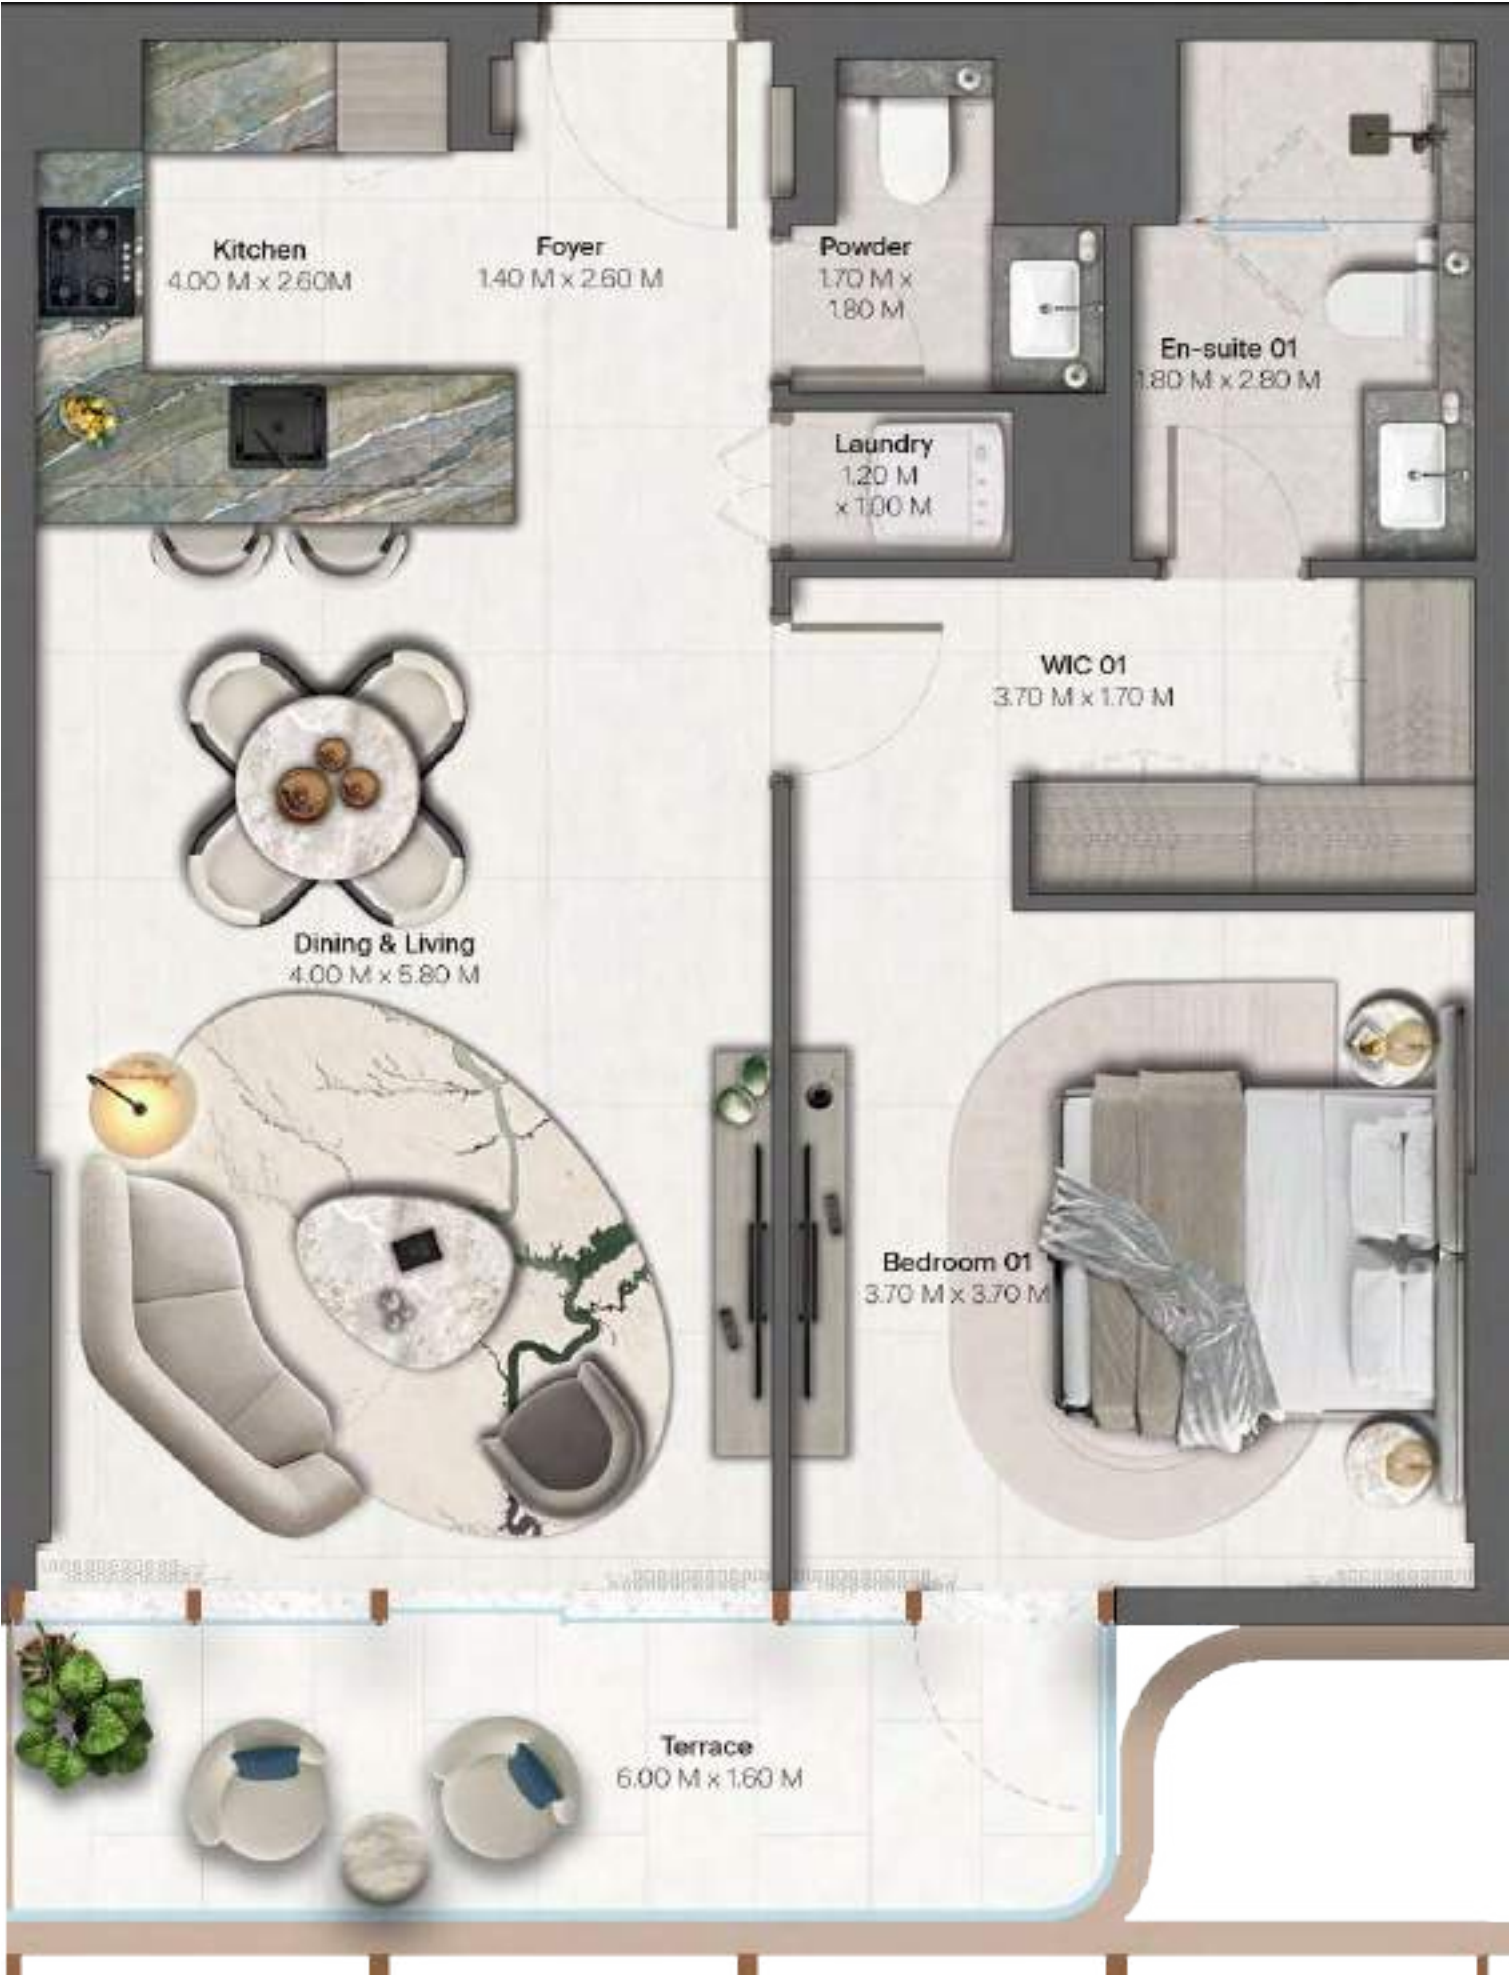 Kitchen
4.00 M x 2.60M
Foyer
1.40 M x 2.60 M
Powder
1.70 M x
1.80 M
En-suite 01
1.80 M x 2.80 M
Laundry
1.20 M
x 1.00 M
WIC 01
3.70 M x 1.70 M
Dining & Living
4.00 M x 5.80 M
Bedroom 01
3.70 M x 3.70 M
Terrace
6.00 M x 1.60 M